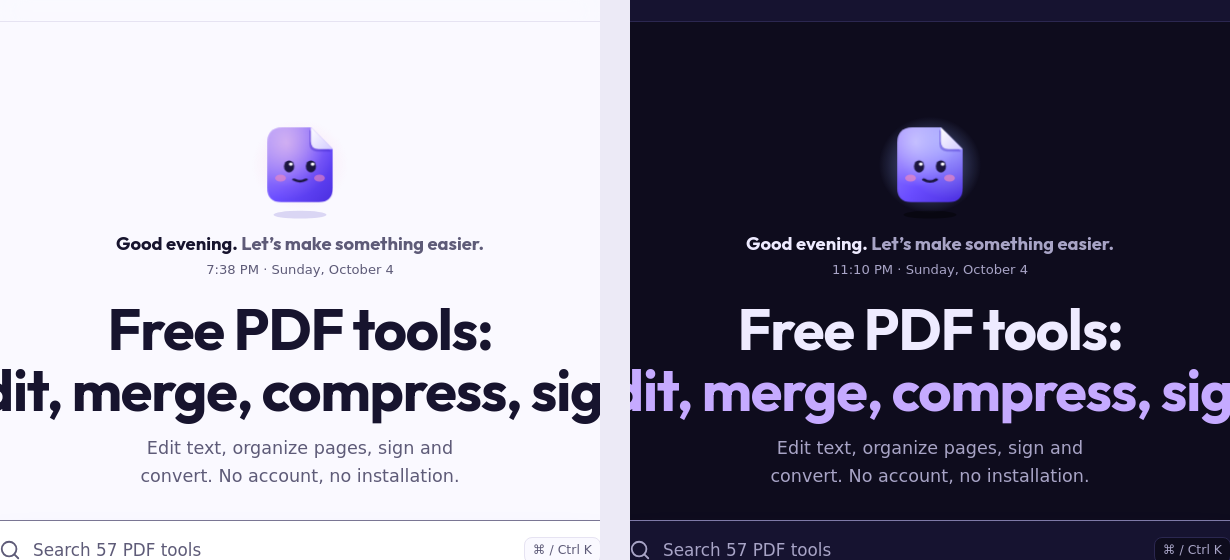 Good evening. Let's make something easier.
7:38 PM · Sunday, October 4
Free PDF tools:
dit, merge, compress, sig
Edit text, organize pages, sign and
convert. No account, no installation.
Search 57 PDF tools
⌘ / Ctrl K
Good evening. Let's make something easier.
11:10 PM · Sunday, October 4
Free PDF tools:
dit, merge, compress, sig
Edit text, organize pages, sign and
convert. No account, no installation.
Search 57 PDF tools
⌘ / Ctrl K